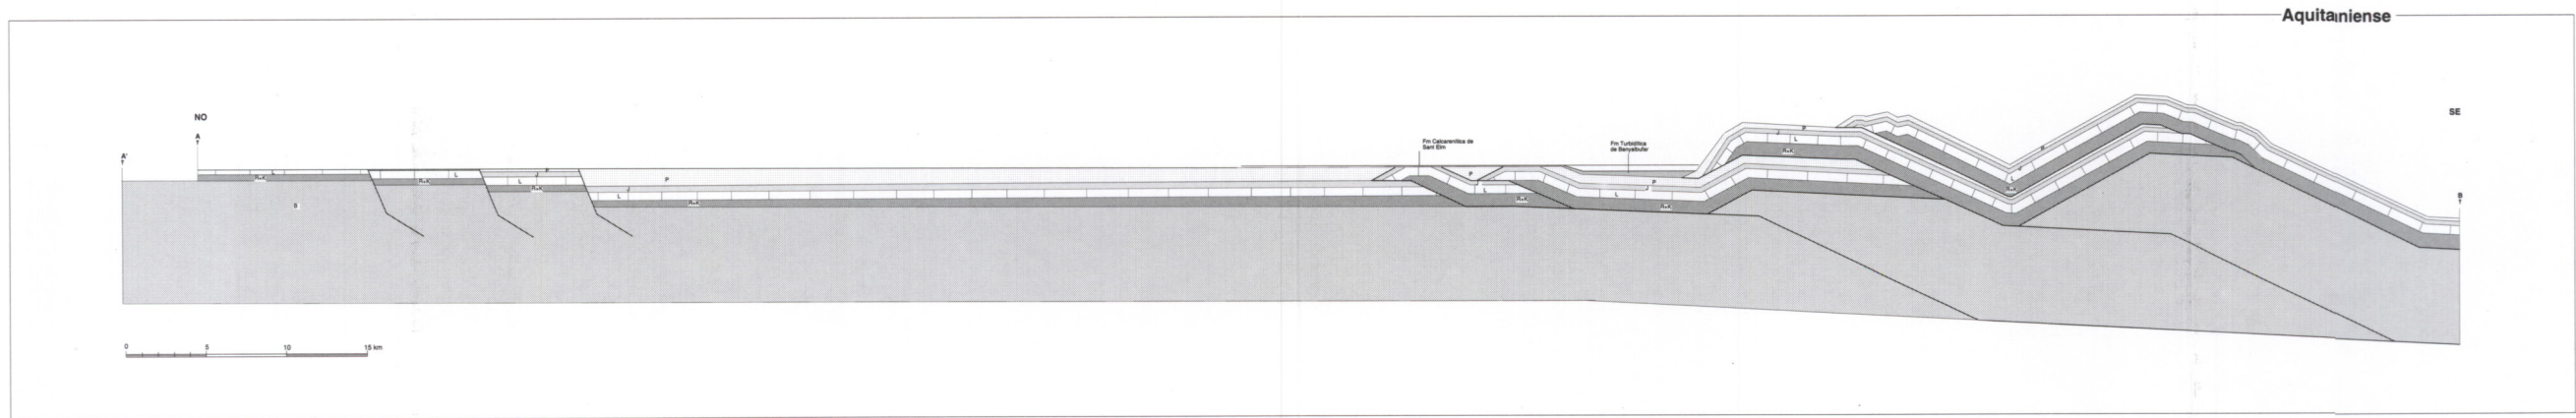 Aquitaniense
NO
SE
A
A'
B
Fm Calcarenítica de
Sant Elm
Fm Turbidítica
de Banyalbufar
L
R+K
L
R+K
P
J
L
R+K
P
J
L
R+K
B
P
L
R+K
P
J
L
R+K
P
J
L
R+K
P
J
R+K
0 5 10 15 km